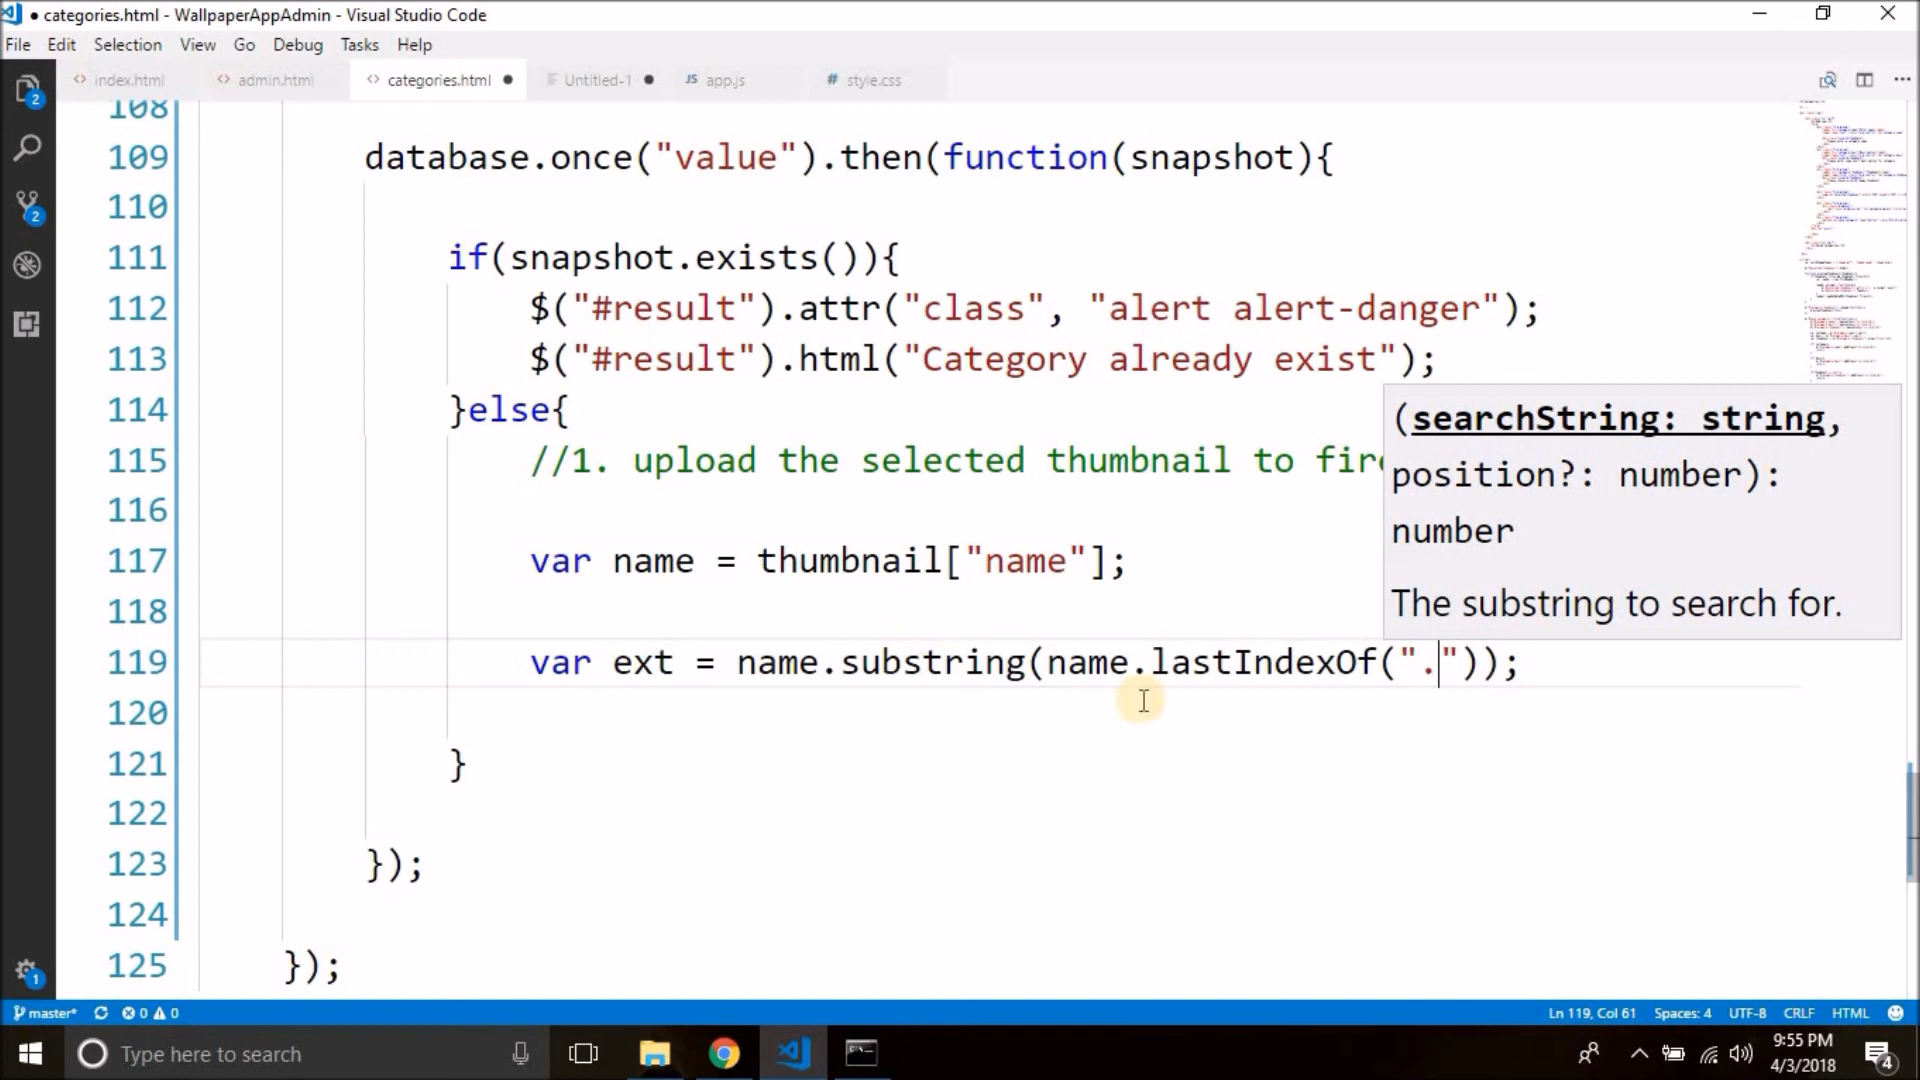 ● categories.html - WallpaperAppAdmin - Visual Studio Code
File Edit Selection View Go Debug Tasks Help
<> index.html <> admin.html <> categories.html ● Untitled-1 ● JS app.js # style.css
108
109 database.once("value").then(function(snapshot){
110
111 if(snapshot.exists()){
112 $("#result").attr("class", "alert alert-danger");
113 $("#result").html("Category already exist");
114 }else{
115 //1. upload the selected thumbnail to fire
116
117 var name = thumbnail["name"];
118
119 var ext = name.substring(name.lastIndexOf("."));
120
121 }
122
123 });
124
125 });
(searchString: string,
position?: number):
number
The substring to search for.
2
2
1
master* 0 0 Ln 119, Col 61 Spaces: 4 UTF-8 CRLF HTML
Type here to search
9:55 PM
4/3/2018
4